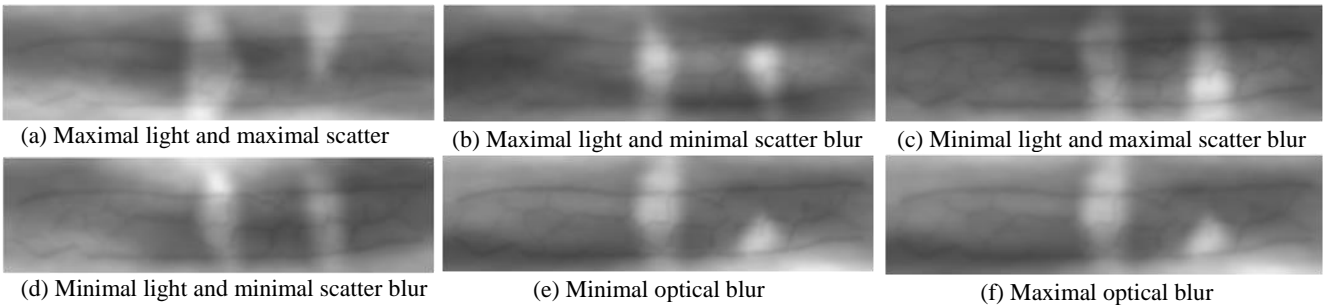 (a) Maximal light and maximal scatter
(b) Maximal light and minimal scatter blur
(c) Minimal light and maximal scatter blur
(d) Minimal light and minimal scatter blur
(e) Minimal optical blur
(f) Maximal optical blur